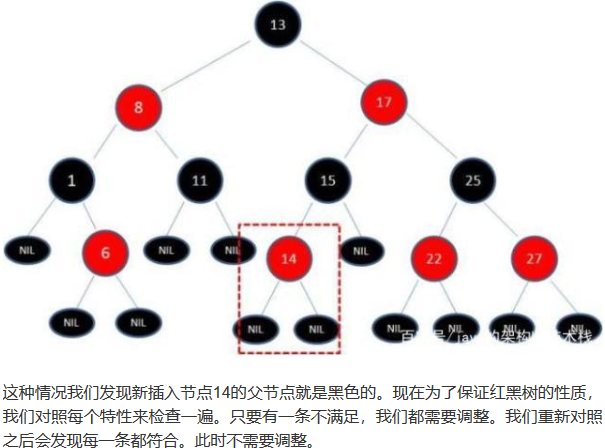 13
8
17
1
11
15
25
NIL
6
NIL
NIL
14
NIL
22
27
NIL
NIL
NIL
NIL
NIL
NIL
NIL
NIL
这种情况我们发现新插入节点14的父节点就是黑色的。现在为了保证红黑树的性质，
我们对照每个特性来检查一遍。只要有一条不满足，我们都需要调整。我们重新对照
之后会发现每一条都符合。此时不需要调整。